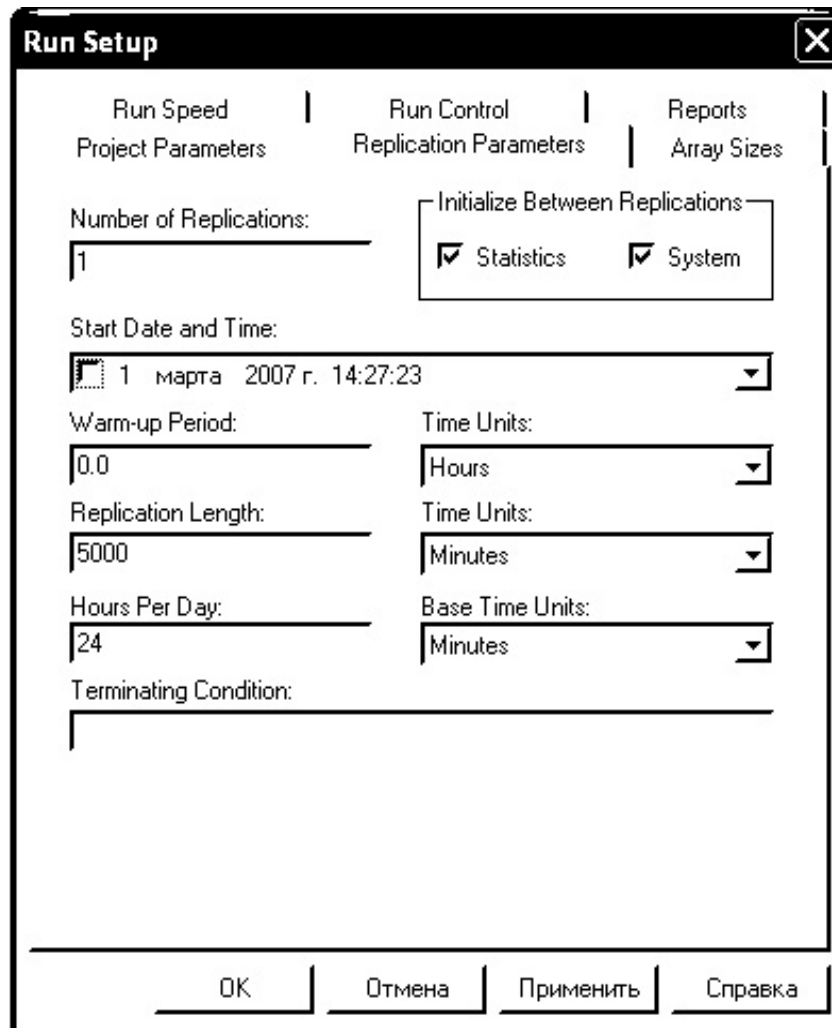 Run Setup
Run Speed Run Control Reports
Project Parameters Replication Parameters Array Sizes
Number of Replications:
1
Initialize Between Replications
Statistics System
Start Date and Time:
1 марта 2007 г. 14:27:23
Warm-up Period: Time Units:
0.0 Hours
Replication Length: Time Units:
5000 Minutes
Hours Per Day: Base Time Units:
24 Minutes
Terminating Condition:
OK Отмена Применить Справка